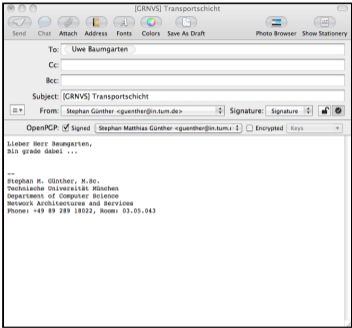 [GRNVS] Transportschicht
Send Chat Attach Address Fonts Colors Save As Draft Photo Browser Show Stationery
To: Uwe Baumgarten
Cc:
Bcc:
Subject: [GRNVS] Transportschicht
From: Stephan Günther <guenther@in.tum.de> Signature: Signature
OpenPGP: Signed Stephan Matthias Günther <guenther@in.tum.c Encrypted Keys
Lieber Herr Baumgarten,
Bin grade dabei ...
--
Stephan M. Günther, M.Sc.
Technische Universität München
Department of Computer Science
Network Architectures and Services
Phone: +49 89 289 18022, Room: 03.05.043